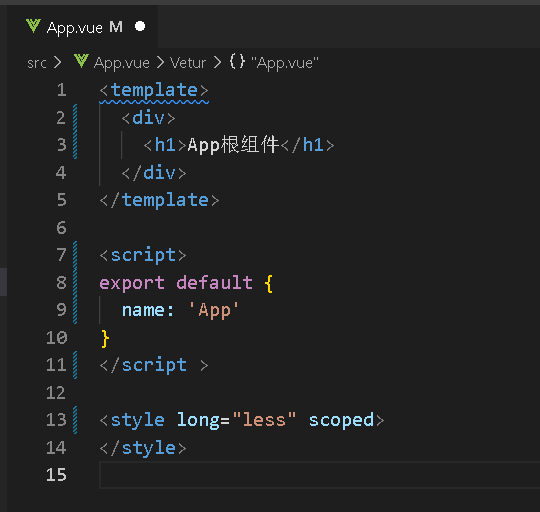 App.vue M
src > App.vue > Vetur > {} "App.vue"
1 <template>
2 <div>
3 <h1>App根组件</h1>
4 </div>
5 </template>
6
7 <script>
8 export default {
9 name: 'App'
10 }
11 </script >
12
13 <style long="less" scoped>
14 </style>
15